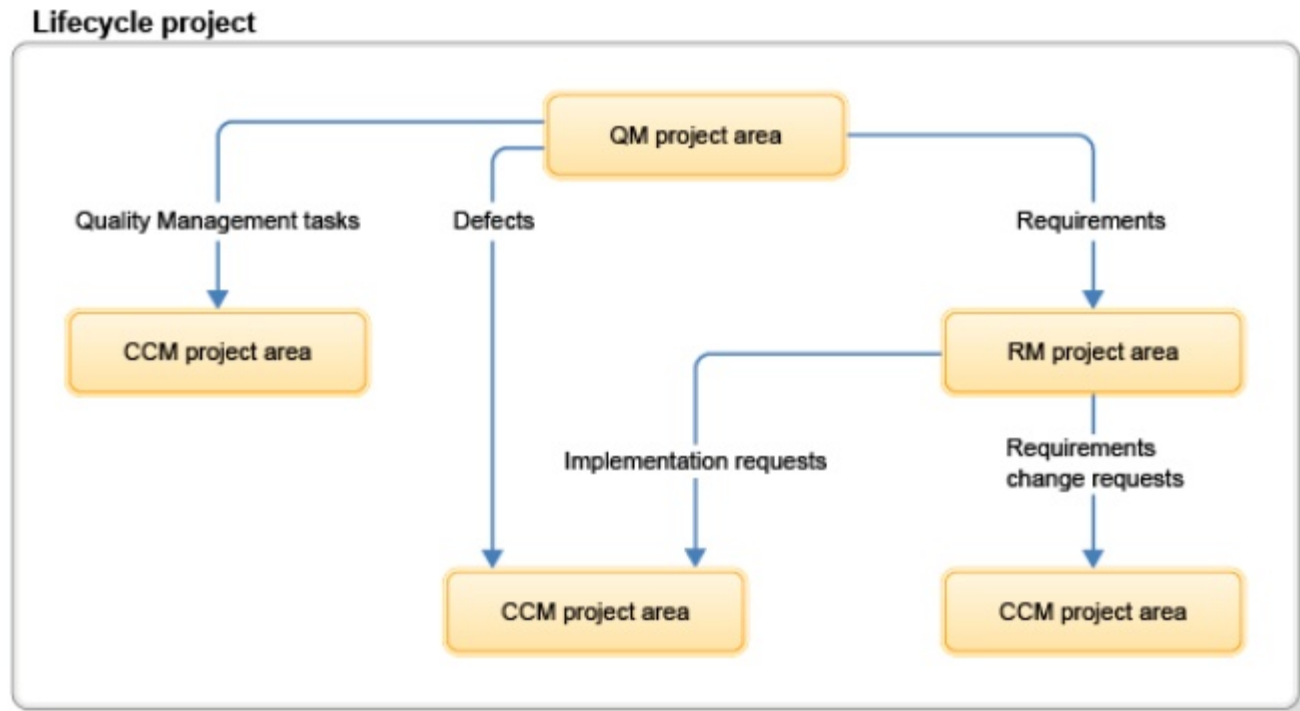 Lifecycle project
QM project area
Quality Management tasks
Defects
Requirements
CCM project area
RM project area
Implementation requests
Requirements
change requests
CCM project area
CCM project area